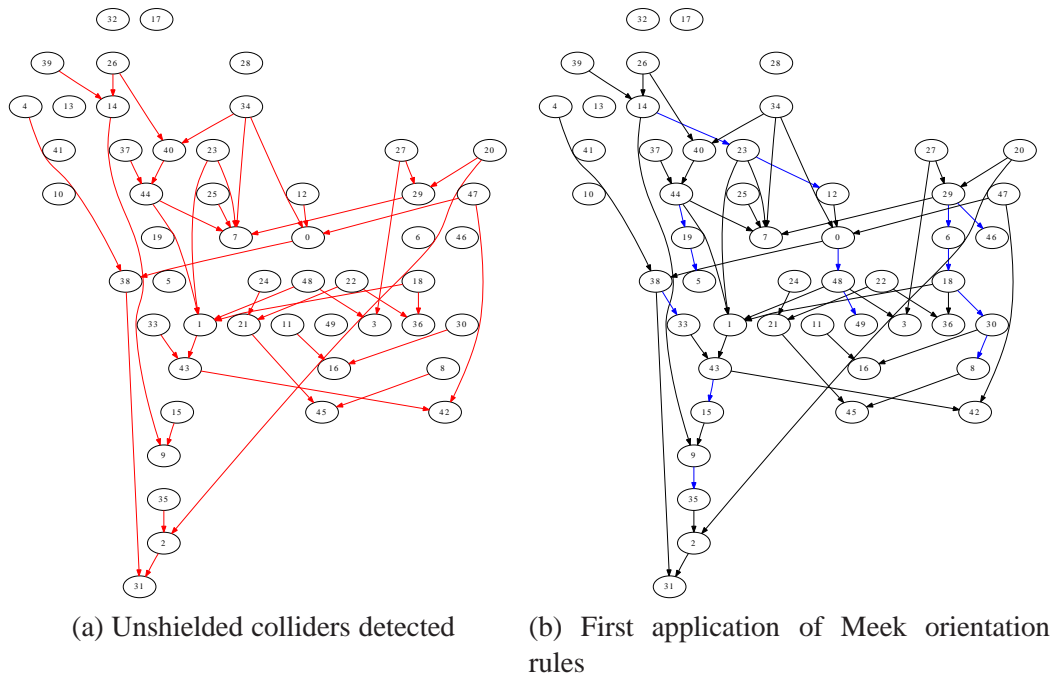 32 17
39 26 28
4 13 14 34
41 37 40 23 27 20
10 44 25 12 29 47
19 7 0 6 46
38 5 24 48 22 18
33 1 21 11 49 3 36 30
43 16 8
15 45 42
9
35
2
31
(a) Unshielded colliders detected
32 17
39 26 28
4 13 14 34
41 37 40 23 27 20
10 44 25 12 29 47
19 7 0 6 46
38 5 24 48 22 18
33 1 21 11 49 3 36 30
43 16 8
15 45 42
9
35
2
31
(b) First application of Meek orientation
rules